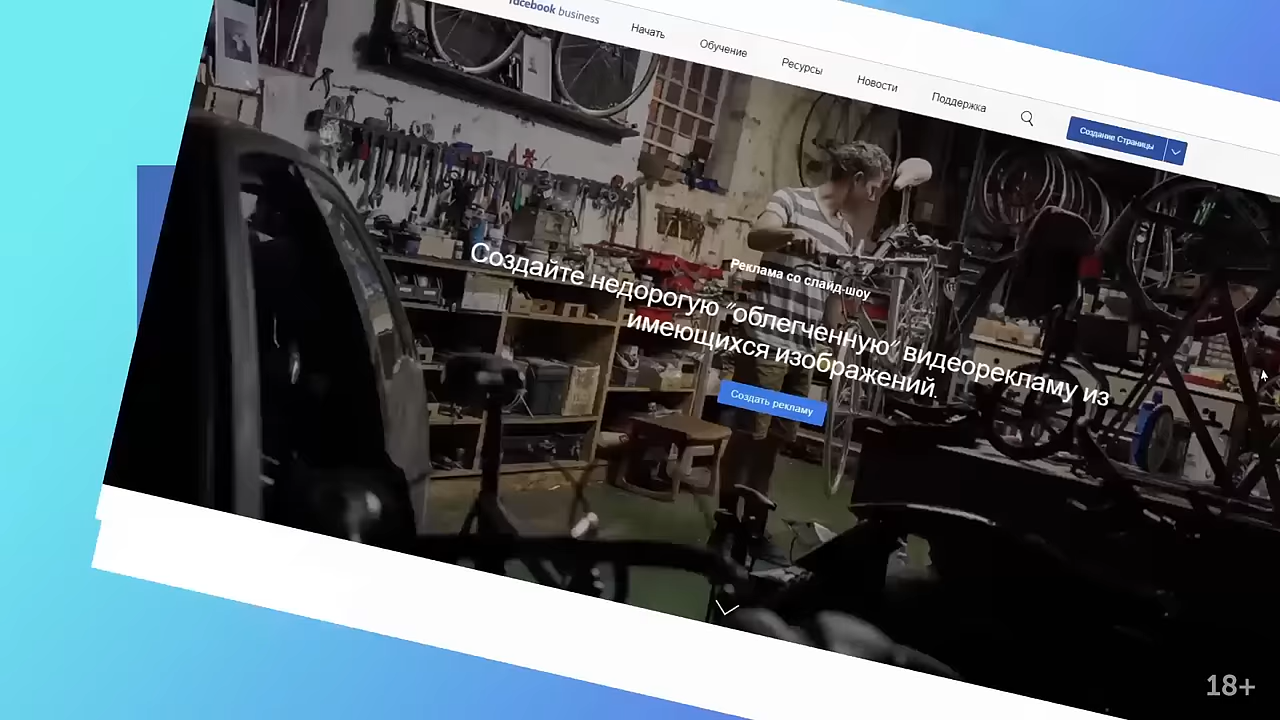 facebook business
Начать
Обучение
Ресурсы
Новости
Поддержка
Создание Страницы
Реклама со слайд-шоу
Создайте недорогую “облегченную” видеорекламу из
имеющихся изображений.
Создать рекламу
18+